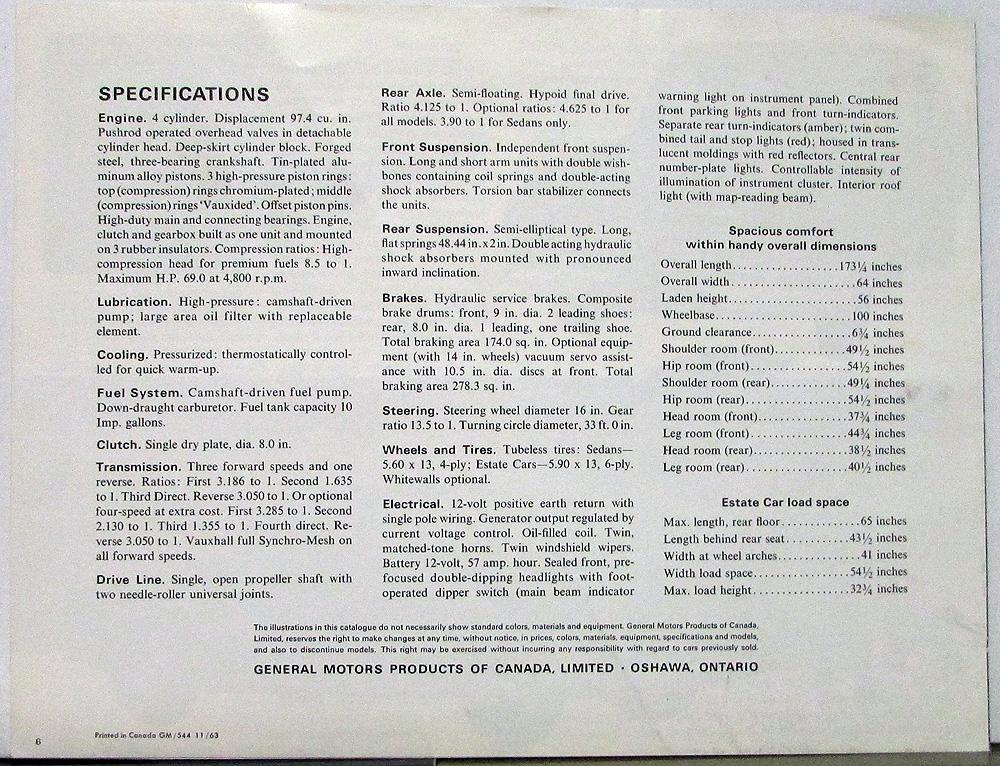 SPECIFICATIONS
Engine. 4 cylinder. Displacement 97.4 cu. in.
Pushrod operated overhead valves in detachable
cylinder head. Deep-skirt cylinder block. Forged
steel, three-bearing crankshaft. Tin-plated alu-
minum alloy pistons. 3 high-pressure piston rings:
top (compression) rings chromium-plated; middle
(compression) rings 'Vauxided'. Offset piston pins.
High-duty main and connecting bearings. Engine,
clutch and gearbox built as one unit and mounted
on 3 rubber insulators. Compression ratios: High-
compression head for premium fuels 8.5 to 1.
Maximum H.P. 69.0 at 4,800 r.p.m.
Lubrication. High-pressure: camshaft-driven
pump; large area oil filter with replaceable
element.
Cooling. Pressurized: thermostatically control-
led for quick warm-up.
Fuel System. Camshaft-driven fuel pump.
Down-draught carburetor. Fuel tank capacity 10
Imp. gallons.
Clutch. Single dry plate, dia. 8.0 in.
Transmission. Three forward speeds and one
reverse. Ratios: First 3.186 to 1. Second 1.635
to 1. Third Direct. Reverse 3.050 to 1. Or optional
four-speed at extra cost. First 3.285 to 1. Second
2.130 to 1. Third 1.355 to 1. Fourth direct. Re-
verse 3.050 to 1. Vauxhall full Synchro-Mesh on
all forward speeds.
Drive Line. Single, open propeller shaft with
two needle-roller universal joints.
Rear Axle. Semi-floating. Hypoid final drive.
Ratio 4.125 to 1. Optional ratios: 4.625 to 1 for
all models. 3.90 to 1 for Sedans only.
Front Suspension. Independent front suspen-
sion. Long and short arm units with double wish-
bones containing coil springs and double-acting
shock absorbers. Torsion bar stabilizer connects
the units.
Rear Suspension. Semi-elliptical type. Long,
flat springs 48.44 in. x 2 in. Double acting hydraulic
shock absorbers mounted with pronounced
inward inclination.
Brakes. Hydraulic service brakes. Composite
brake drums: front, 9 in. dia. 2 leading shoes:
rear, 8.0 in. dia. 1 leading, one trailing shoe.
Total braking area 174.0 sq. in. Optional equip-
ment (with 14 in. wheels) vacuum servo assist-
ance with 10.5 in. dia. discs at front. Total
braking area 278.3 sq. in.
Steering. Steering wheel diameter 16 in. Gear
ratio 13.5 to 1. Turning circle diameter, 33 ft. 0 in.
Wheels and Tires. Tubeless tires: Sedans—
5.60 x 13, 4-ply; Estate Cars—5.90 x 13, 6-ply.
Whitewalls optional.
Electrical. 12-volt positive earth return with
single pole wiring. Generator output regulated by
current voltage control. Oil-filled coil. Twin,
matched-tone horns. Twin windshield wipers.
Battery 12-volt, 57 amp. hour. Sealed front, pre-
focused double-dipping headlights with foot-
operated dipper switch (main beam indicator
warning light on instrument panel). Combined
front parking lights and front turn-indicators.
Separate rear turn-indicators (amber); twin com-
bined tail and stop lights (red); housed in trans-
lucent moldings with red reflectors. Central rear
number-plate lights. Controllable intensity of
illumination of instrument cluster. Interior roof
light (with map-reading beam).
Spacious comfort
within handy overall dimensions
Overall length..................173¼ inches
Overall width.....................64 inches
Laden height.....................56 inches
Wheelbase......................100 inches
Ground clearance................6¾ inches
Shoulder room (front)...........49½ inches
Hip room (front)................54½ inches
Shoulder room (rear)............49¼ inches
Hip room (rear).................54½ inches
Head room (front)...............37¾ inches
Leg room (front)................44¾ inches
Head room (rear)................38½ inches
Leg room (rear).................40½ inches
Estate Car load space
Max. length, rear floor............65 inches
Length behind rear seat..........43½ inches
Width at wheel arches.............41 inches
Width load space................54½ inches
Max. load height................32¾ inches
The illustrations in this catalogue do not necessarily show standard colors, materials and equipment. General Motors Products of Canada,
Limited, reserves the right to make changes at any time, without notice, in prices, colors, materials, equipment, specifications and models,
and also to discontinue models. This right may be exercised without incurring any responsibility with regard to cars previously sold.
GENERAL MOTORS PRODUCTS OF CANADA, LIMITED · OSHAWA, ONTARIO
Printed in Canada GM/544 11/63
6